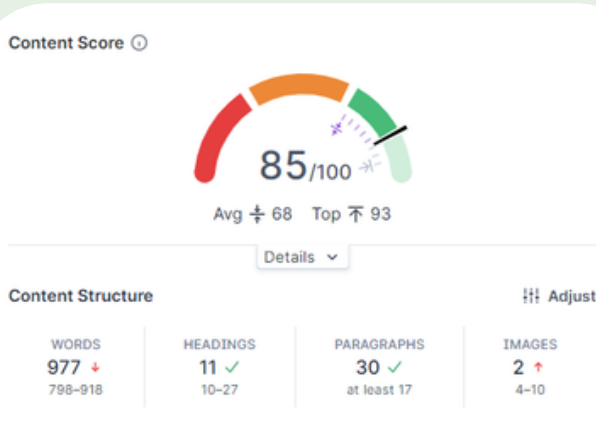 Content Score
85/100
Avg 68 Top 93
Details
Content Structure Adjust
WORDS HEADINGS PARAGRAPHS IMAGES
977 11 30 2
798–918 10–27 at least 17 4–10